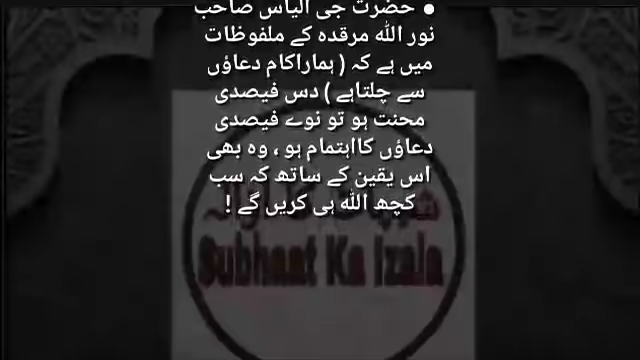 • حضرت جی الیاس صاحب
نور اللہ مرقدہ کے ملفوظات
میں ہے کہ ( ہماراکام دعاؤں
سے چلتاہے ) دس فیصدی
محنت ہو تو نوے فیصدی
دعاؤں کااہتمام ہو ، وہ بھی
اس یقین کے ساتھ کہ سب
کچھ اللہ ہی کریں گے !
Subhaat Ka Izala